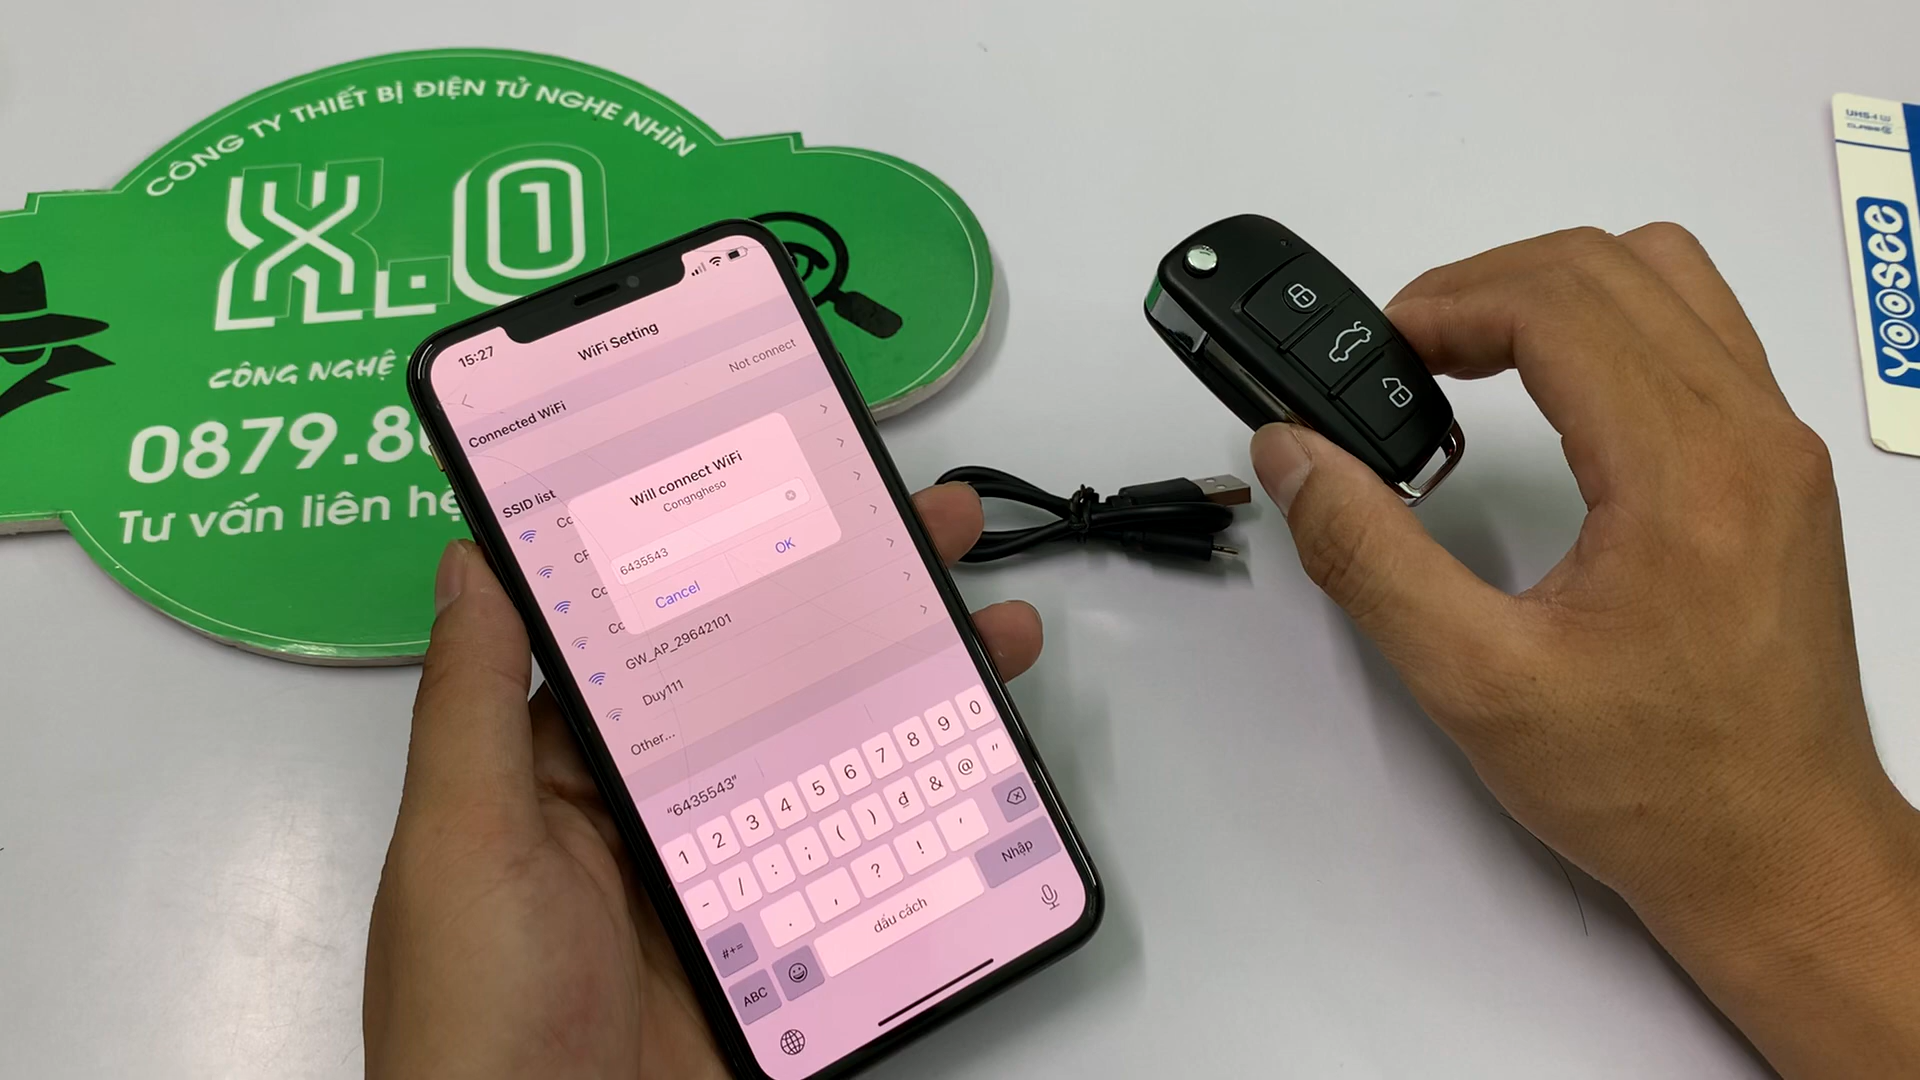 CÔNG TY THIẾT BỊ ĐIỆN TỬ NGHE NHÌN
X.01
CÔNG NGHỆ
0879.8
Tư vấn liên hệ
15:27
WiFi Setting
Connected WiFi
Not connect
SSID list
Will connect WiFi
Congngheso
6435543
Cancel
OK
GW_AP_29642101
Duy111
Other...
"6435543"
1 2 3 4 5 6 7 8 9 0
- / : ; ( ) đ & @ "
#+= . , ? ! '
ABC dấu cách Nhập
UHS-I
CLASS
YOOSEE